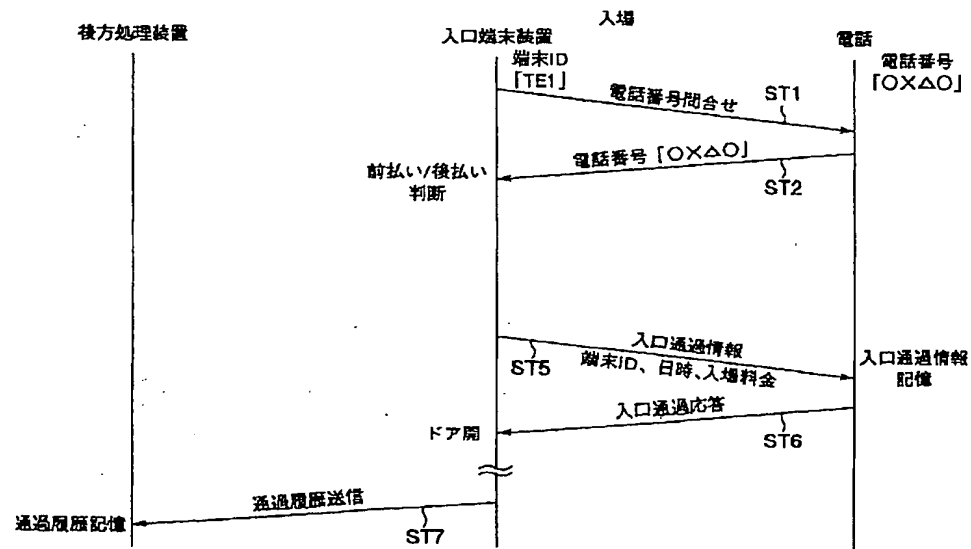 入場
後方処理装置
入口端末装置
電話
端末ID
「TE1」
電話番号
「〇×△〇」
電話番号問合せ
ST1
電話番号「〇×△〇」
ST2
前払い/後払い
判断
入口通過情報
ST5
端末ID、日時、入場料金
入口通過情報
記憶
入口通過応答
ST6
ドア開
通過履歴送信
ST7
通過履歴記憶